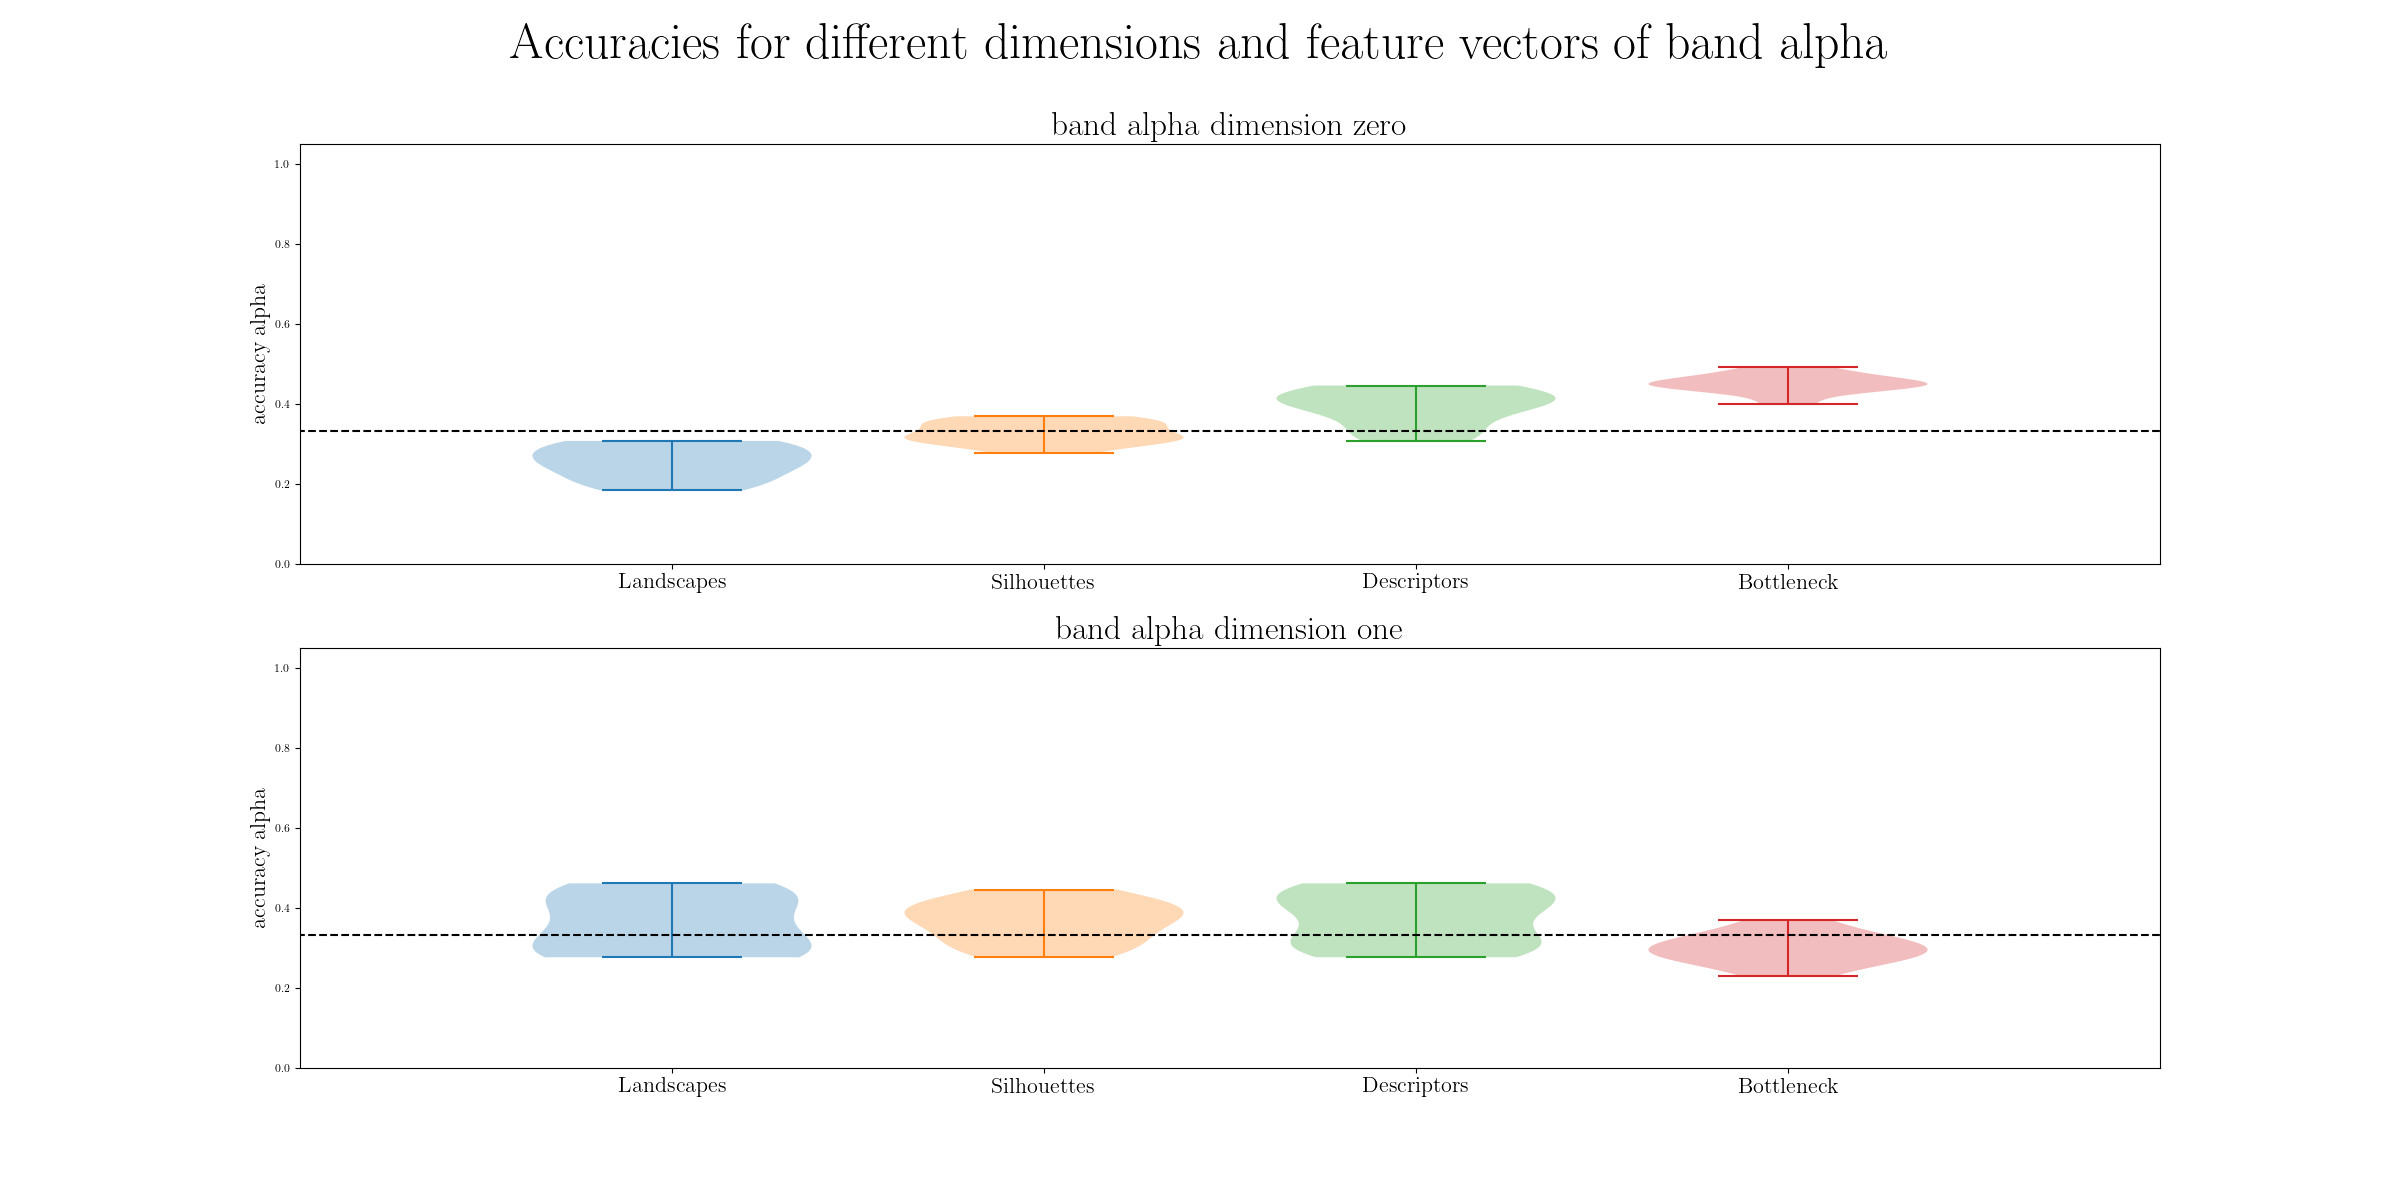 Accuracies for different dimensions and feature vectors of band alpha
band alpha dimension zero
1.0
0.8
0.6
0.4
0.2
0.0
accuracy alpha
Landscapes Silhouettes Descriptors Bottleneck
band alpha dimension one
1.0
0.8
0.6
0.4
0.2
0.0
accuracy alpha
Landscapes Silhouettes Descriptors Bottleneck